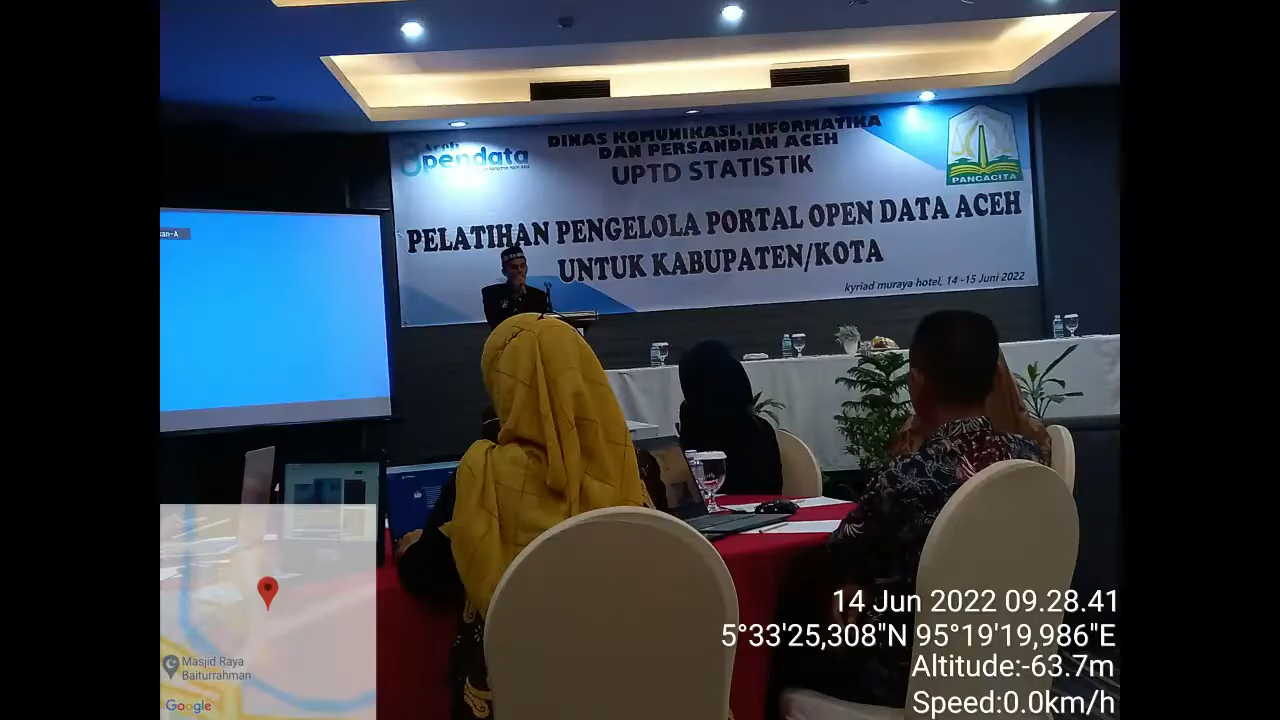 Aceh
Opendata
DINAS KOMUNIKASI, INFORMATIKA
DAN PERSANDIAN ACEH
UPTD STATISTIK
PANCACITA
PELATIHAN PENGELOLA PORTAL OPEN DATA ACEH
UNTUK KABUPATEN/KOTA
kyriad muraya hotel, 14 -15 Juni 2022
kan-A
Masjid Raya
Baiturrahman
Google
14 Jun 2022 09.28.41
5°33'25,308"N 95°19'19,986"E
Altitude:-63.7m
Speed:0.0km/h